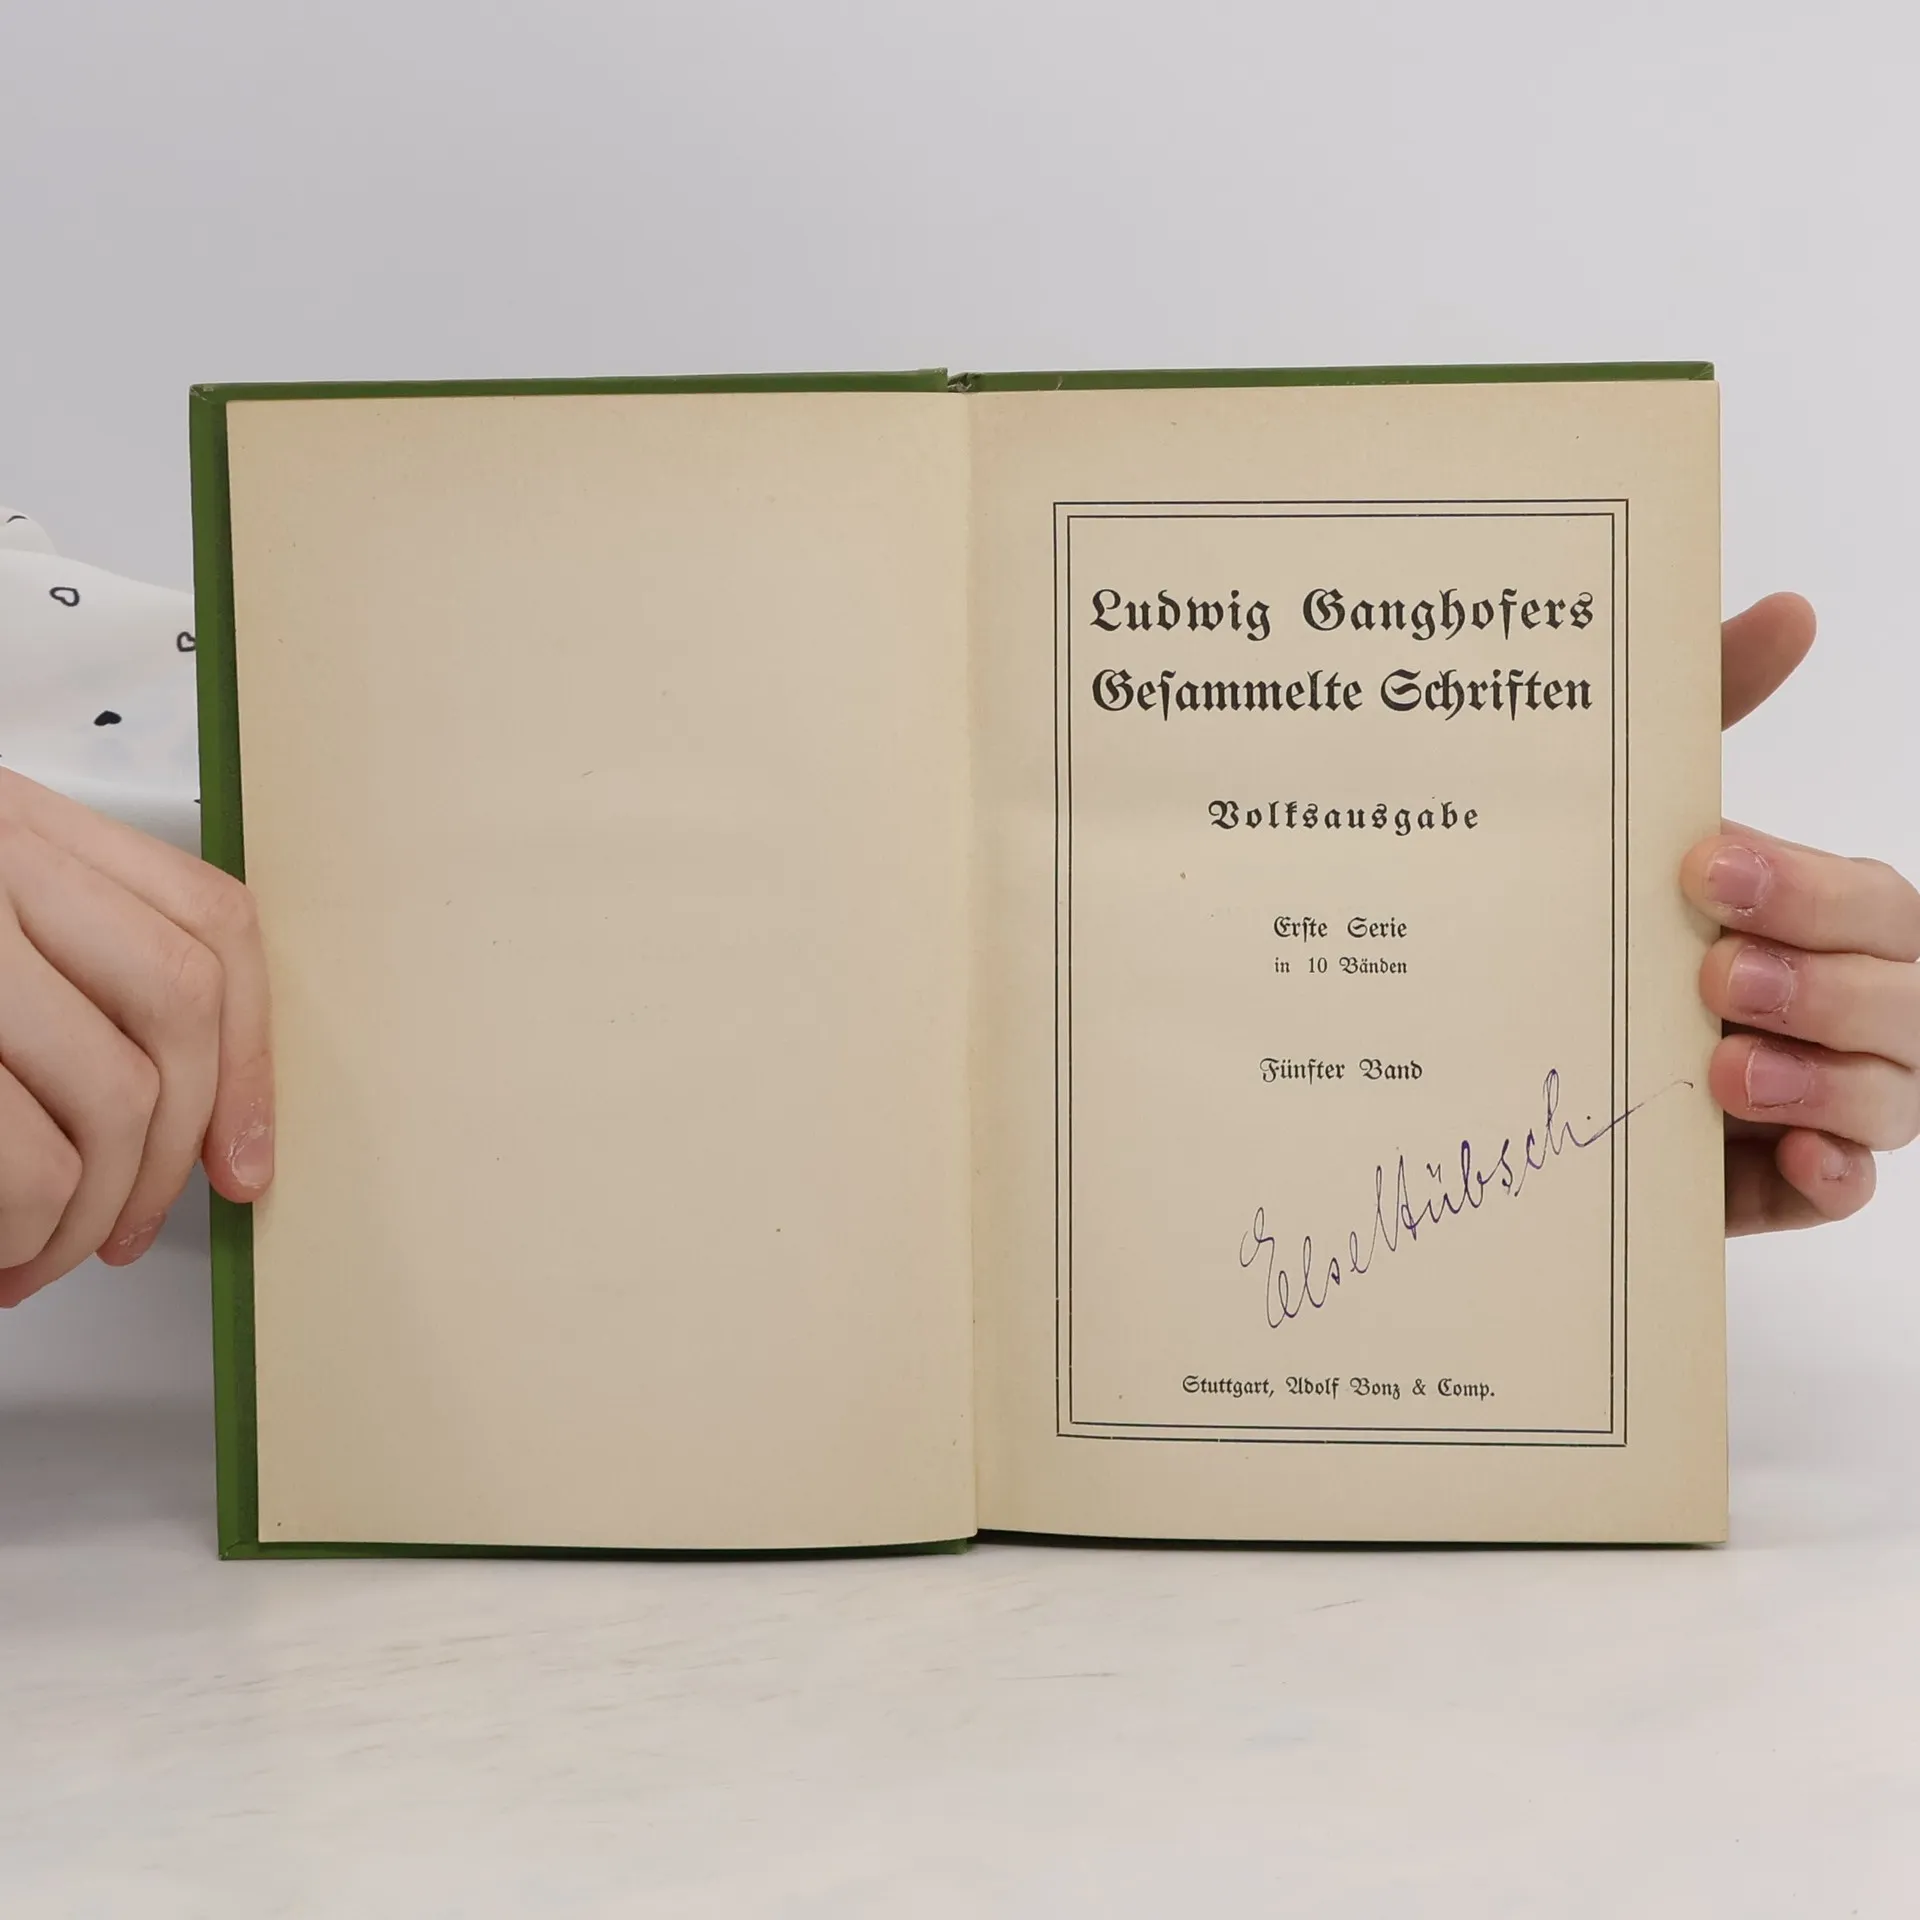 Ludwig Ganghofers
Geſammelte Schriften
Volksausgabe
Erſte Serie
in 10 Bänden
Fünfter Band
Else Hübsch.
Stuttgart, Adolf Bonz & Comp.